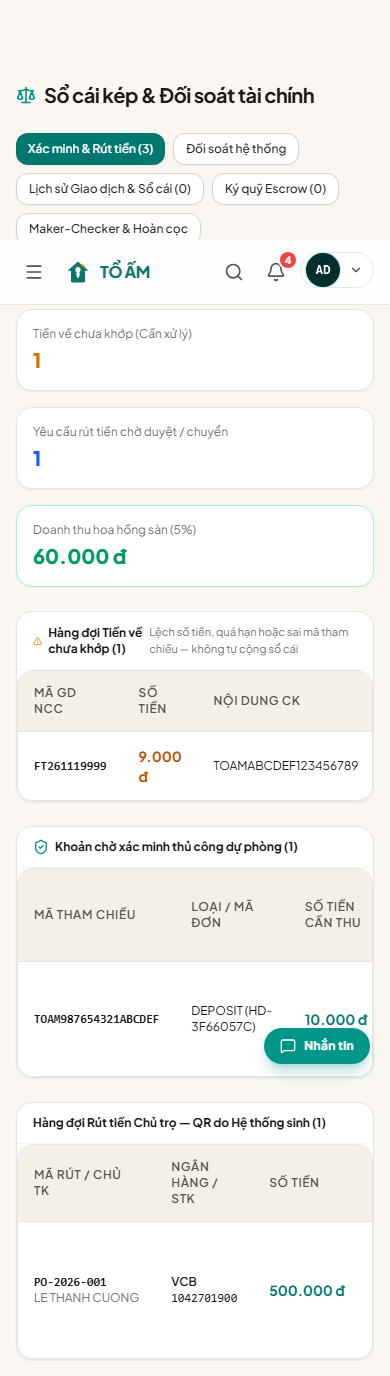 Sổ cái kép & Đối soát tài chính
Xác minh & Rút tiền (3)
Đối soát hệ thống
Lịch sử Giao dịch & Sổ cái (0)
Ký quỹ Escrow (0)
Maker-Checker & Hoàn cọc
TỔ ẤM
4
AD
Tiền về chưa khớp (Cần xử lý)
1
Yêu cầu rút tiền chờ duyệt / chuyển
1
Doanh thu hoa hồng sàn (5%)
60.000 đ
Hàng đợi Tiền về
chưa khớp (1)
Lệch số tiền, quá hạn hoặc sai mã tham
chiếu — không tự cộng sổ cái
MÃ GD
NCC
SỐ
TIỀN
NỘI DUNG CK
FT261119999
9.000
đ
TOAMABCDEF123456789
Khoản chờ xác minh thủ công dự phòng (1)
MÃ THAM CHIẾU
LOẠI / MÃ
ĐƠN
SỐ TIỀN
CẦN THU
TOAM987654321ABCDEF
DEPOSIT (HD-
3F66057C)
10.000 đ
Nhắn tin
Hàng đợi Rút tiền Chủ trọ — QR do Hệ thống sinh (1)
MÃ RÚT / CHỦ
TK
NGÂN
HÀNG /
STK
SỐ TIỀN
PO-2026-001
LE THANH CUONG
VCB
1042701900
500.000 đ